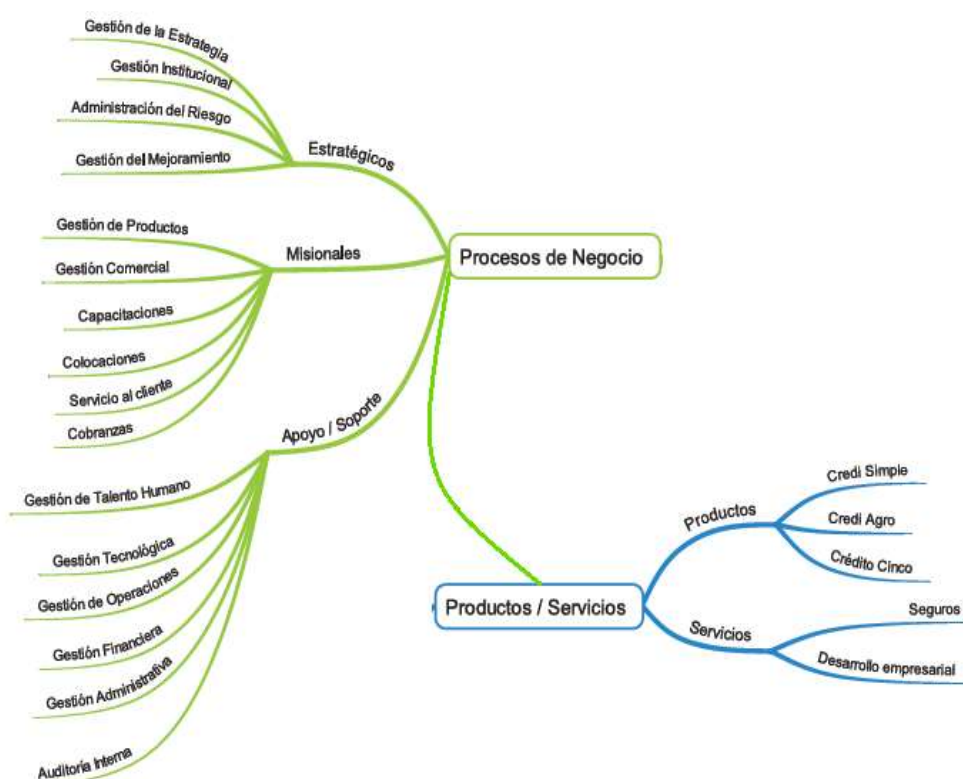 Gestión de la Estrategia
Gestión Institucional
Administración del Riesgo
Gestión del Mejoramiento
Estratégicos
Gestión de Productos
Gestión Comercial
Capacitaciones
Colocaciones
Servicio al cliente
Cobranzas
Misionales
Procesos de Negocio
Apoyo / Soporte
Gestión de Talento Humano
Gestión Tecnológica
Gestión de Operaciones
Gestión Financiera
Gestión Administrativa
Auditoría Interna
Productos / Servicios
Productos
Credi Simple
Credi Agro
Crédito Cinco
Servicios
Seguros
Desarrollo empresarial